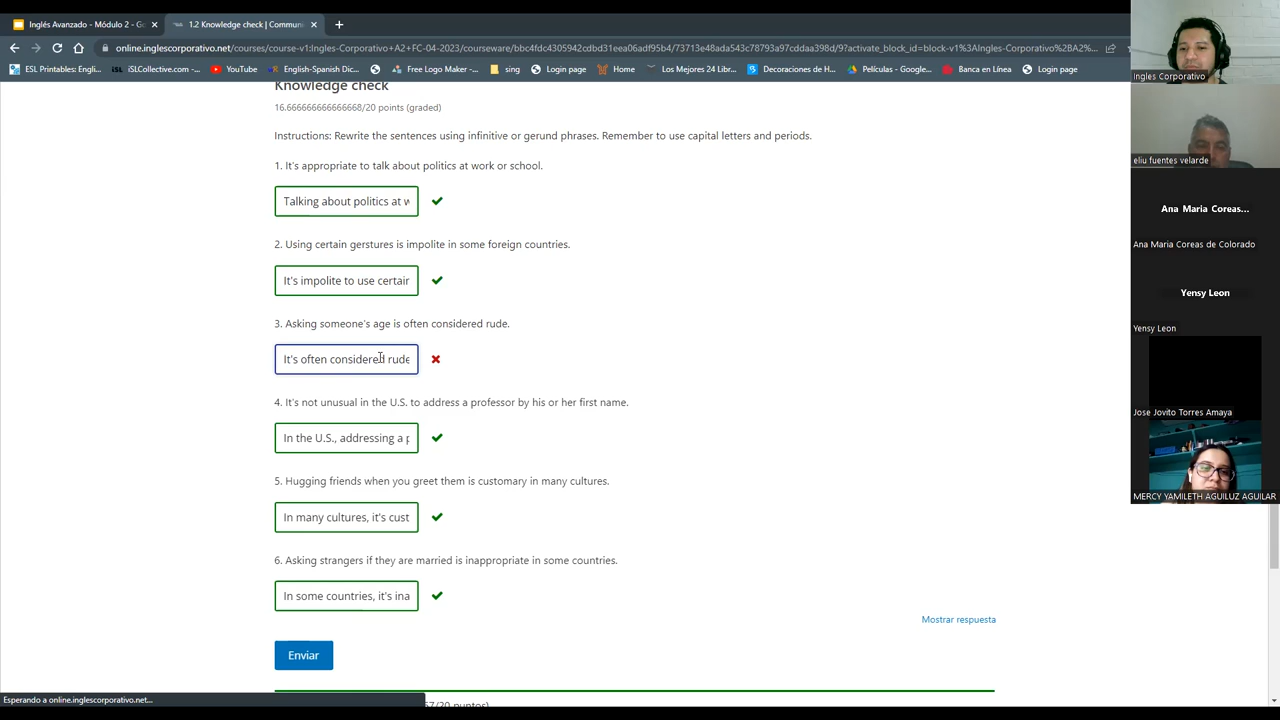 Inglés Avanzado - Módulo 2 - Ge
1.2 Knowledge check | Communi
online.inglescorporativo.net/courses/course-v1:Ingles-Corporativo+A2+FC-04-2023/courseware/bbc4fdc4305942cdbd31eea06adf95b4/73713e48ada543c78793a97cddaa398d/9?activate_block_id=block-v1%3AIngles-Corporativo%2BA2%...
ESL Printables: Engli...
iSLCollective.com -...
YouTube
English-Spanish Dic...
Free Logo Maker -...
sing
Login page
Home
Los Mejores 24 Libr...
Decoraciones de H...
Películas - Google...
Banca en Línea
Login page
Knowledge check
16.666666666666668/20 points (graded)
Instructions: Rewrite the sentences using infinitive or gerund phrases. Remember to use capital letters and periods.
1. It's appropriate to talk about politics at work or school.
Talking about politics at w
2. Using certain gerstures is impolite in some foreign countries.
It's impolite to use certain
3. Asking someone's age is often considered rude.
It's often considered rude
4. It's not unusual in the U.S. to address a professor by his or her first name.
In the U.S., addressing a p
5. Hugging friends when you greet them is customary in many cultures.
In many cultures, it's cust
6. Asking strangers if they are married is inappropriate in some countries.
In some countries, it's ina
Mostrar respuesta
Enviar
Esperando a online.inglescorporativo.net...
67/20 puntos)
Ingles Corporativo
eliu fuentes velarde
Ana Maria Coreas...
Ana Maria Coreas de Colorado
Yensy Leon
Yensy Leon
Jose Jovito Torres Amaya
MERCY YAMILETH AGUILUZ AGUILAR